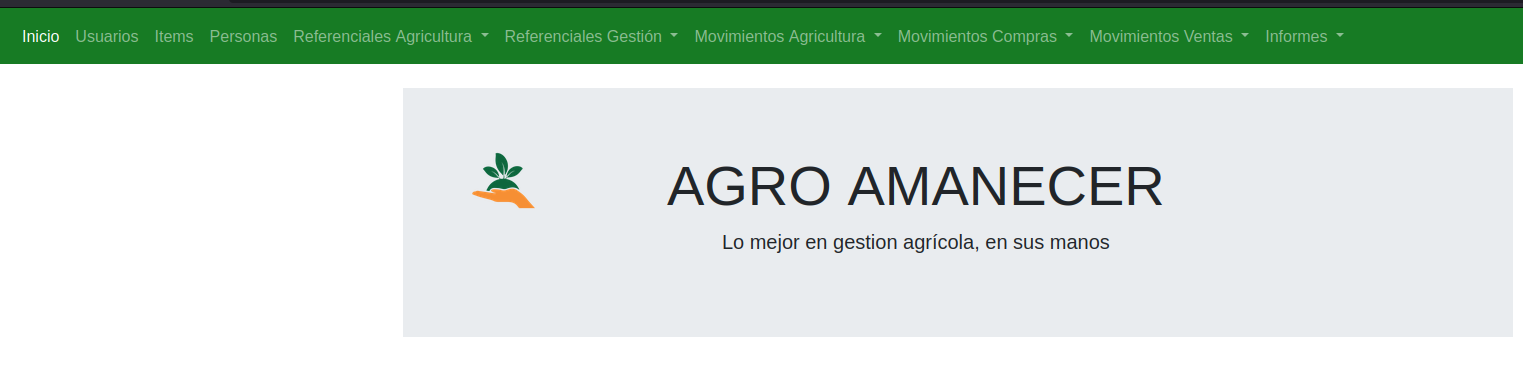 Inicio Usuarios Items Personas Referenciales Agricultura Referenciales Gestión Movimientos Agricultura Movimientos Compras Movimientos Ventas Informes
AGRO AMANECER
Lo mejor en gestion agrícola, en sus manos